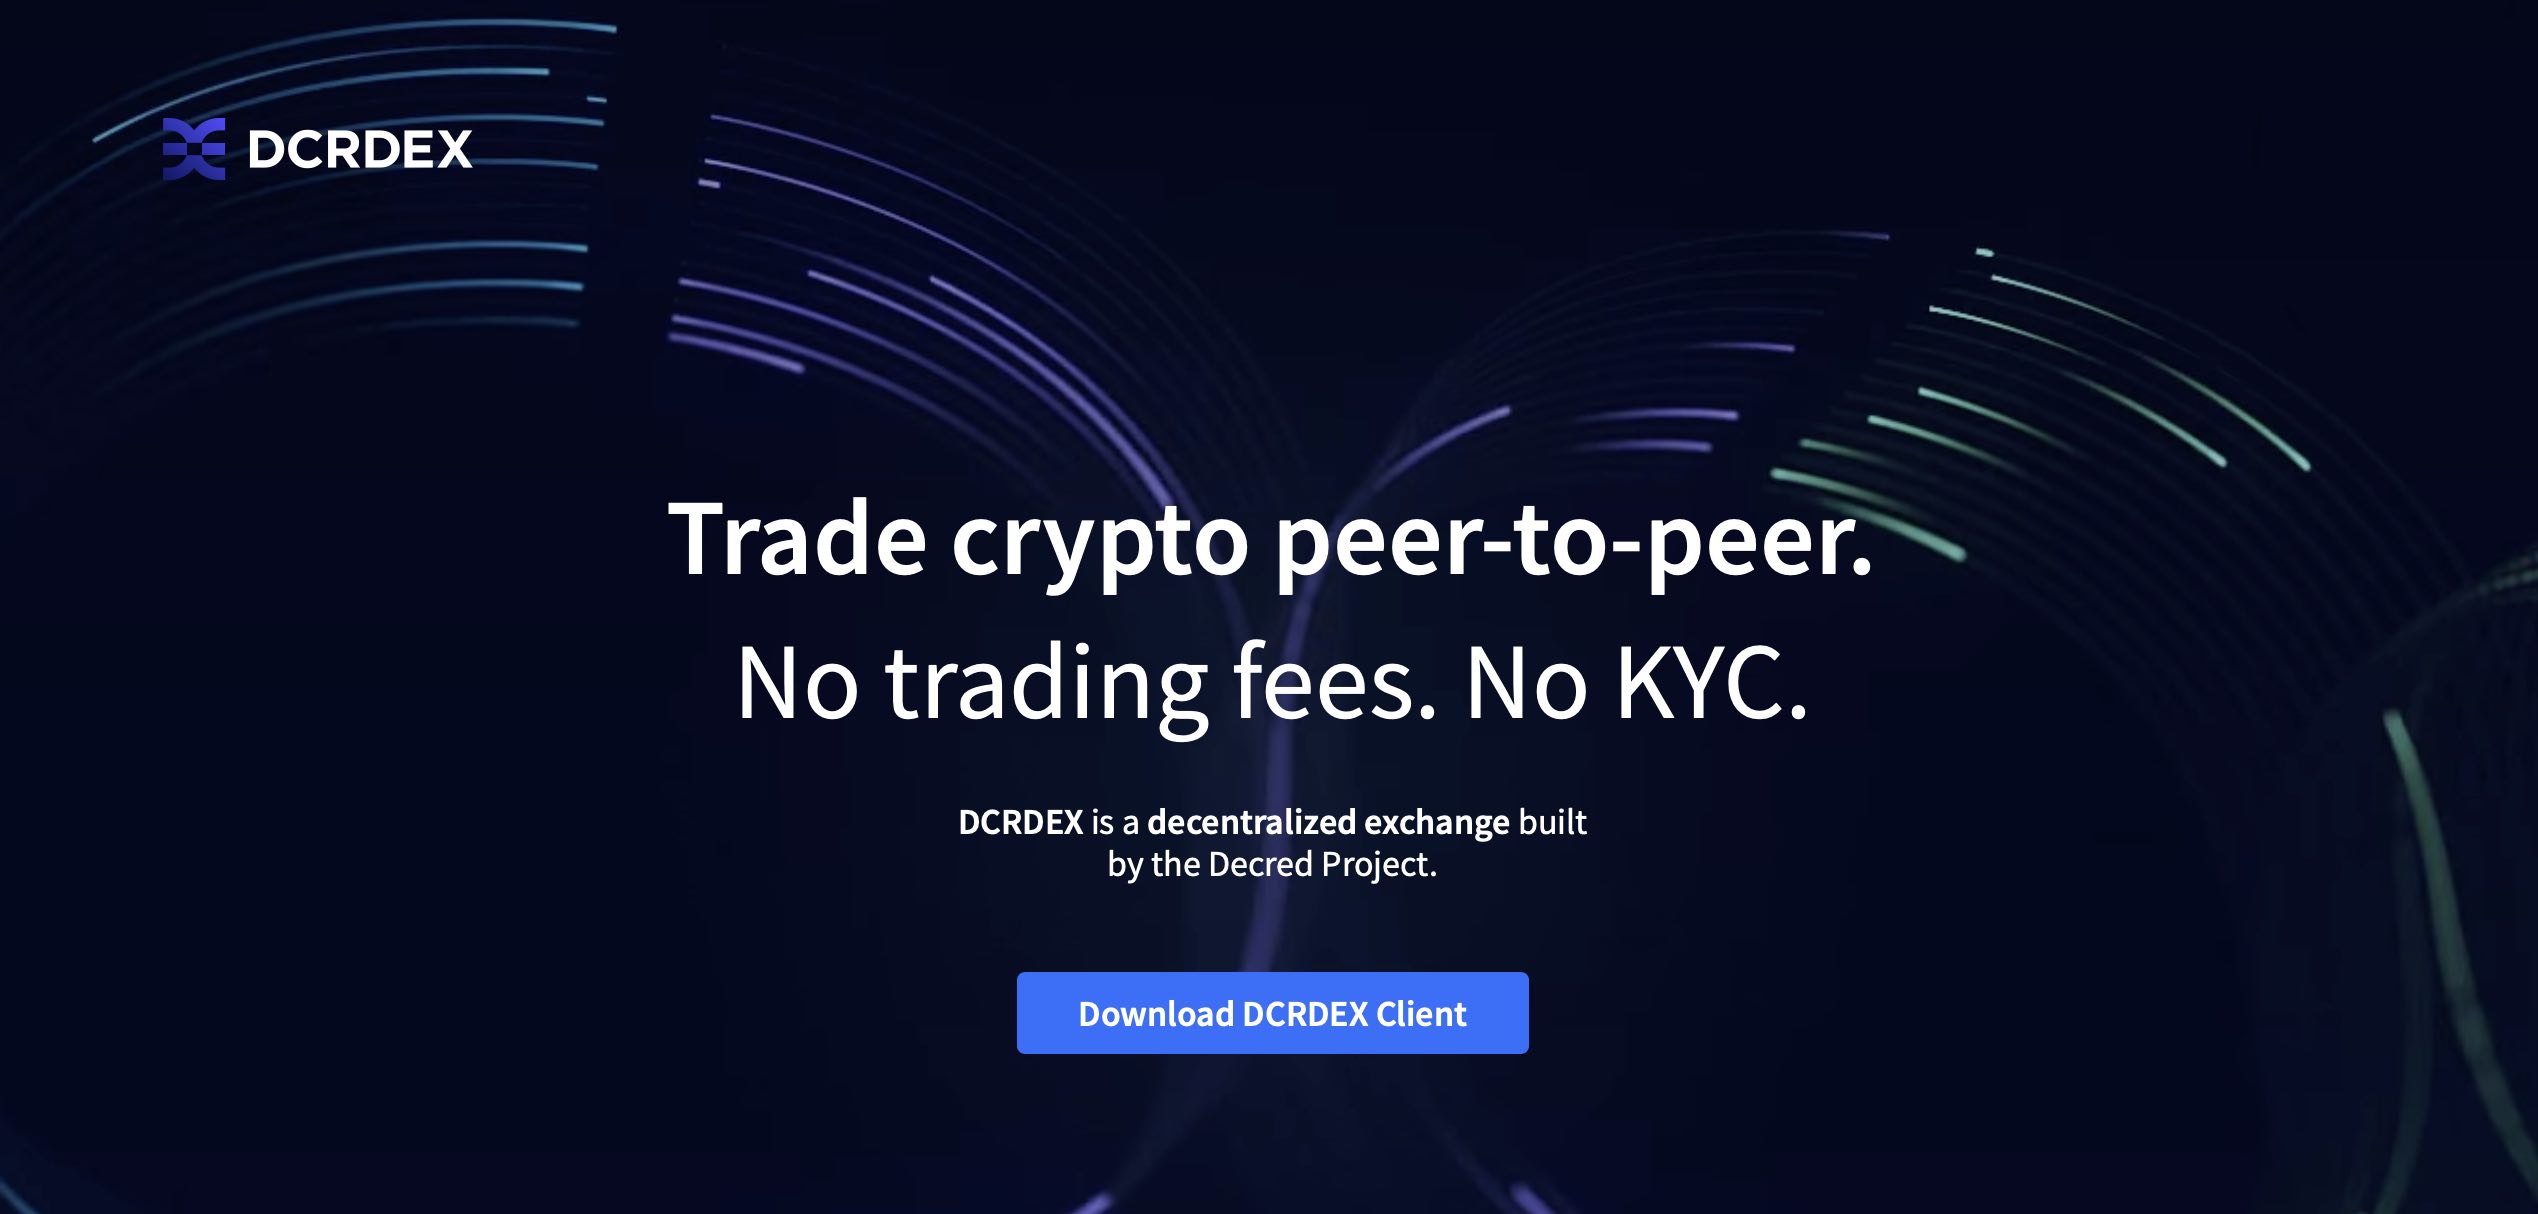 DCRDEX
Trade crypto peer-to-peer.
No trading fees. No KYC.
DCRDEX is a decentralized exchange built
by the Decred Project.
Download DCRDEX Client